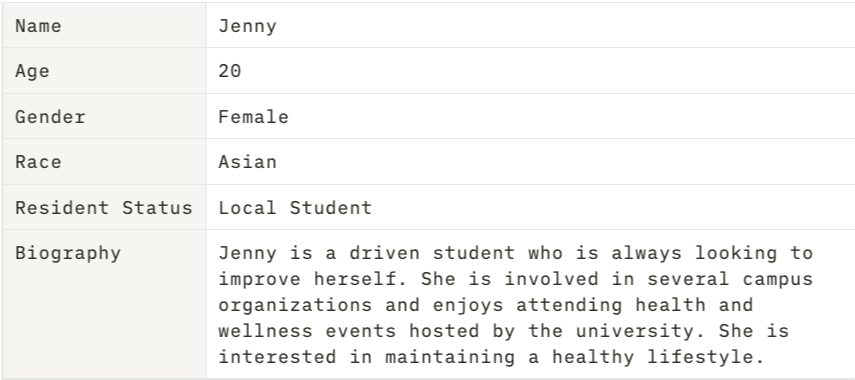 Name Jenny
Age 20
Gender Female
Race Asian
Resident Status Local Student
Biography Jenny is a driven student who is always looking to
improve herself. She is involved in several campus
organizations and enjoys attending health and
wellness events hosted by the university. She is
interested in maintaining a healthy lifestyle.